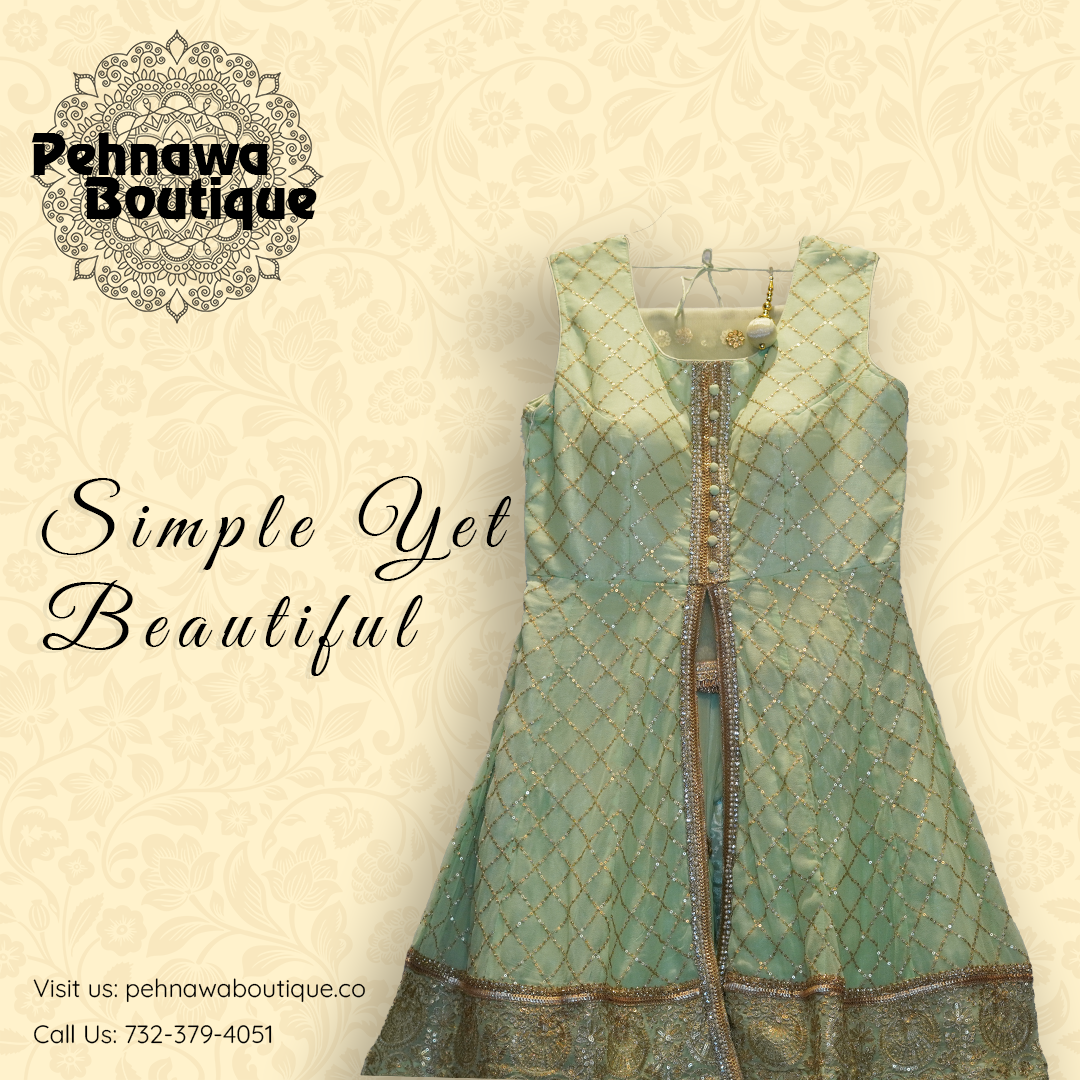 Pehnawa
Boutique
Simple Yet
Beautiful
Visit us: pehnawaboutique.co
Call Us: 732-379-4051